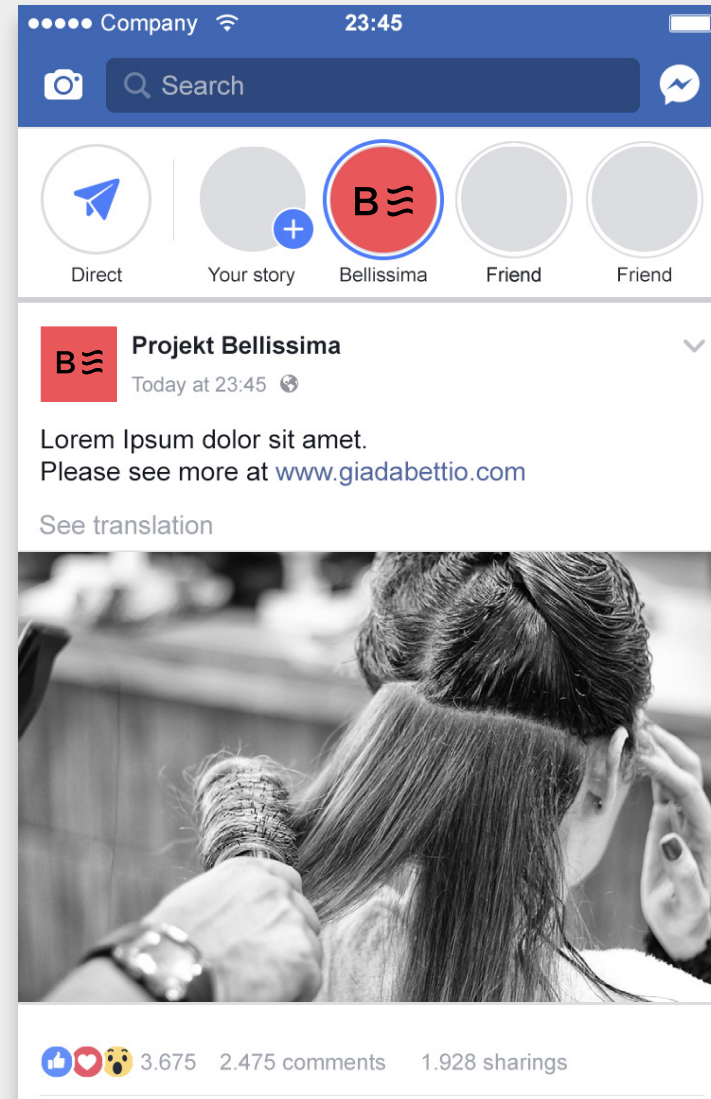 Company 23:45
Search
B
Direct Your story Bellissima Friend Friend
B
Projekt Bellissima
Today at 23:45
Lorem Ipsum dolor sit amet.
Please see more at www.giadabettio.com
See translation
3.675 2.475 comments 1.928 sharings